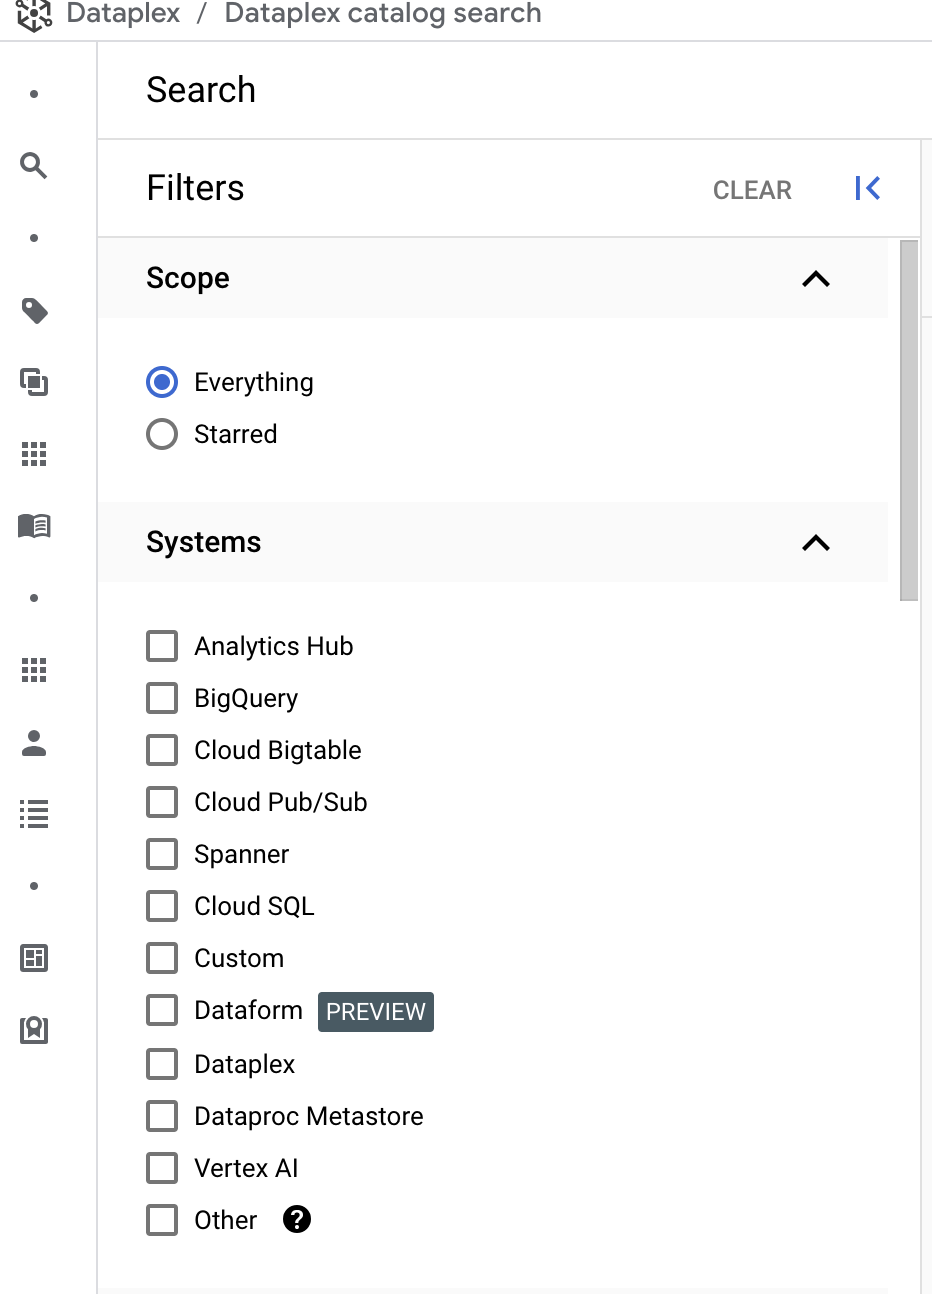 Dataplex / Dataplex catalog search
Search
Filters
CLEAR
Scope
Everything
Starred
Systems
Analytics Hub
BigQuery
Cloud Bigtable
Cloud Pub/Sub
Spanner
Cloud SQL
Custom
Dataform PREVIEW
Dataplex
Dataproc Metastore
Vertex AI
Other ?